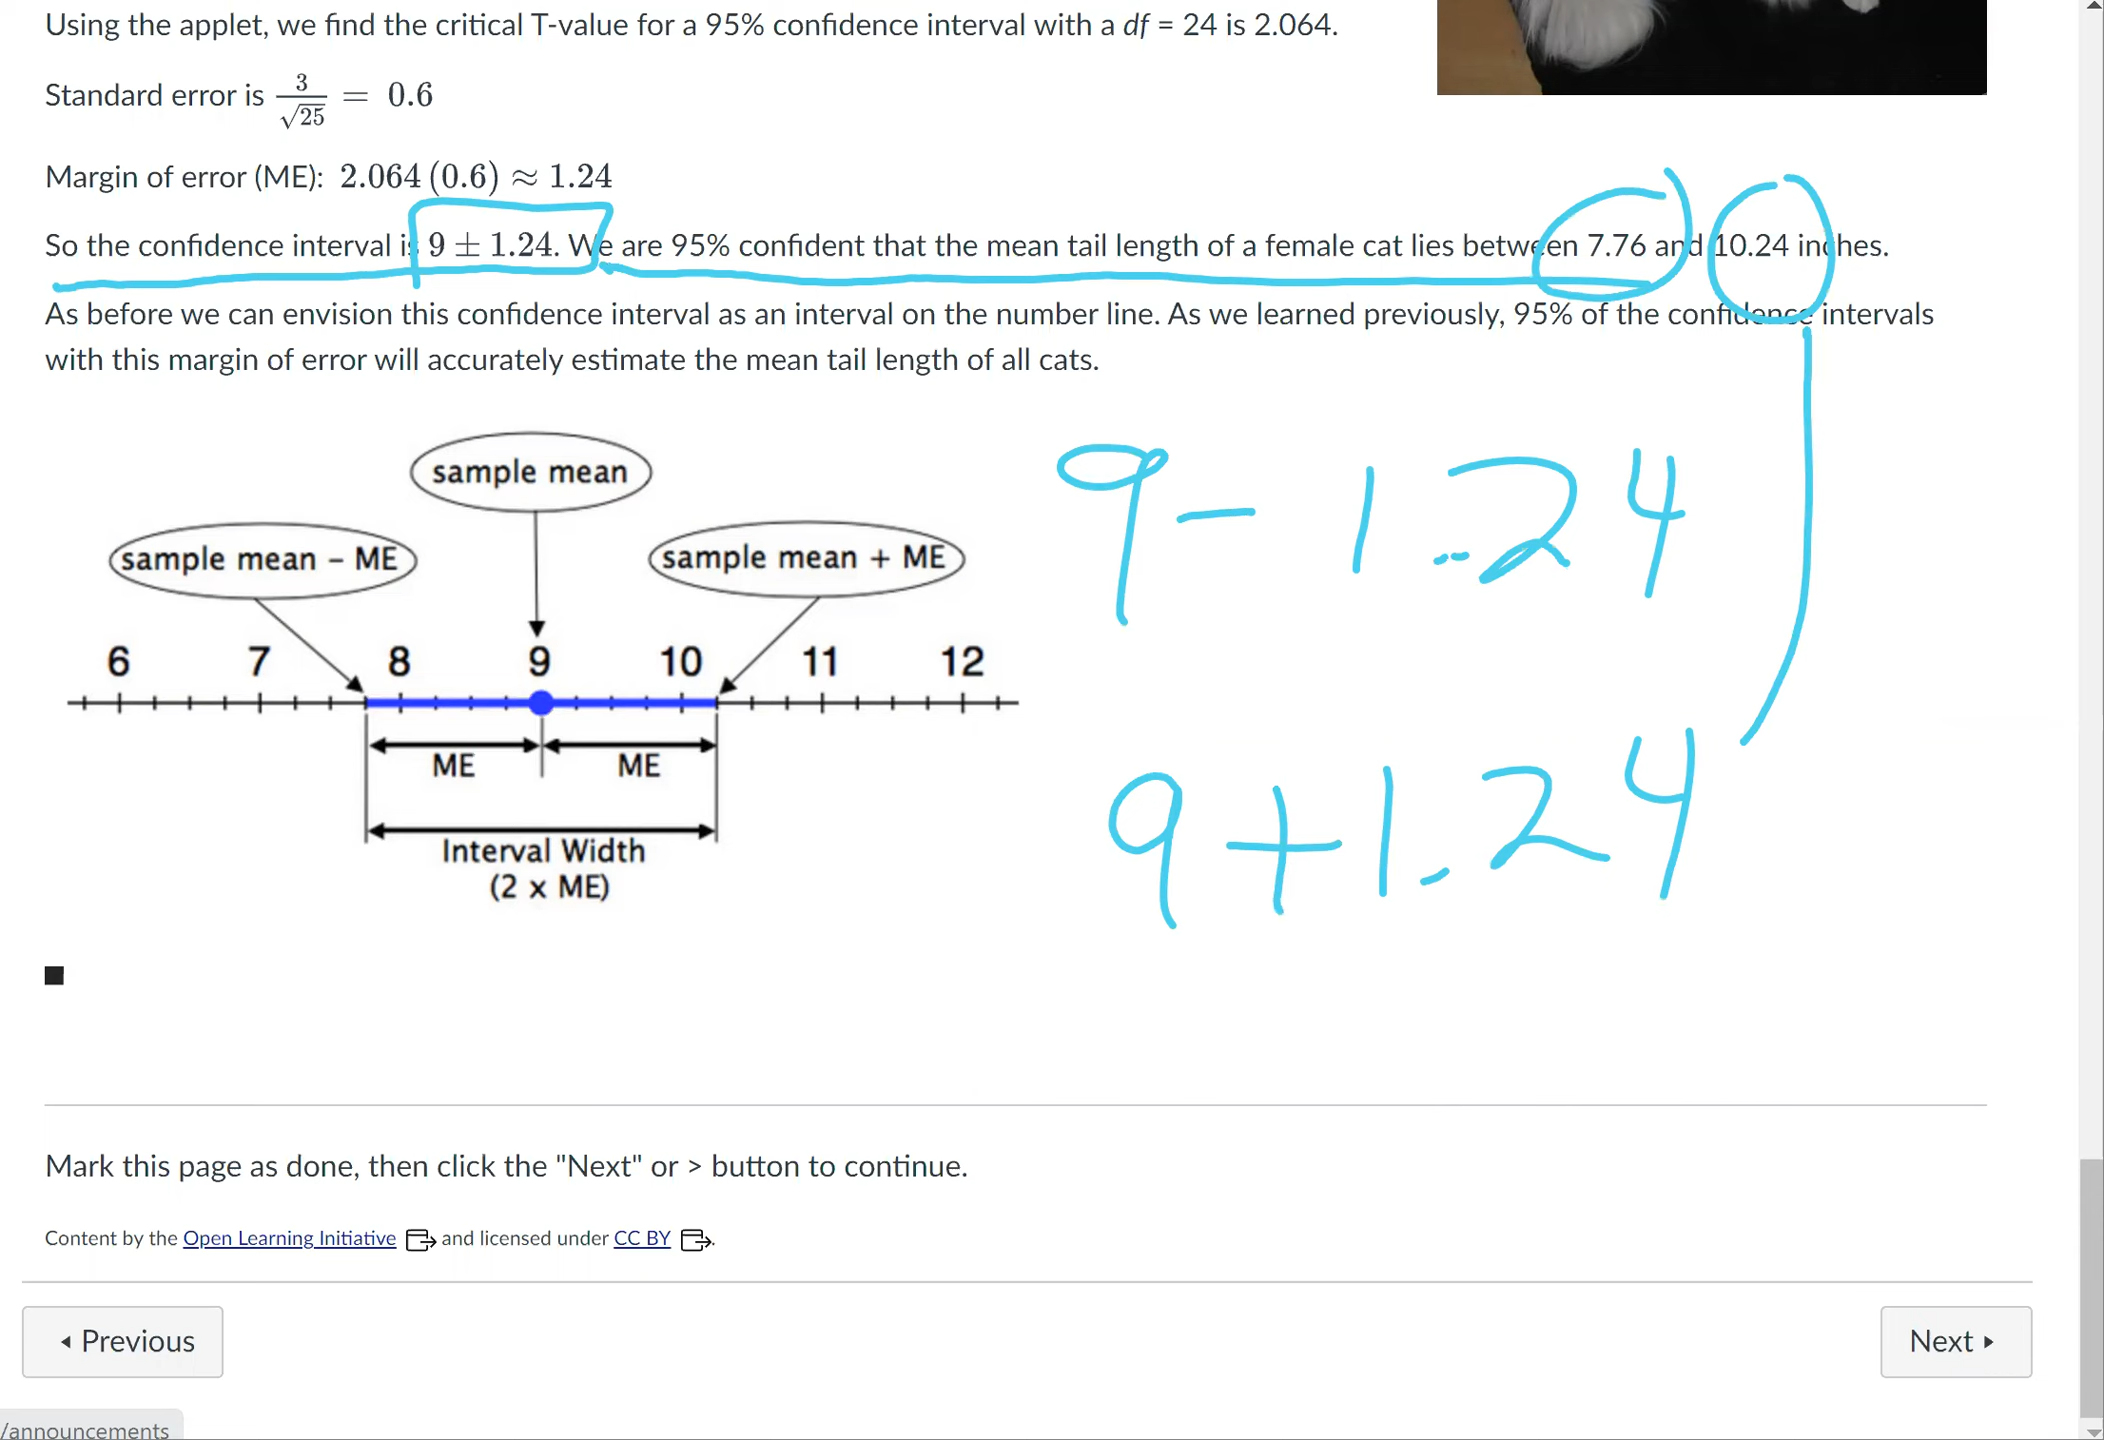 Using the applet, we find the critical T-value for a 95% confidence interval with a df = 24 is 2.064.
Standard error is 3/√25 = 0.6
Margin of error (ME): 2.064 (0.6) ≈ 1.24
So the confidence interval is 9 ± 1.24. We are 95% confident that the mean tail length of a female cat lies between 7.76 and 10.24 inches.
As before we can envision this confidence interval as an interval on the number line. As we learned previously, 95% of the confidence intervals
with this margin of error will accurately estimate the mean tail length of all cats.
sample mean
sample mean – ME
sample mean + ME
6 7 8 9 10 11 12
ME ME
Interval Width
(2 x ME)
9 - 1.24
9 + 1.24
Mark this page as done, then click the "Next" or > button to continue.
Content by the Open Learning Initiative and licensed under CC BY.
Previous
Next
/announcements